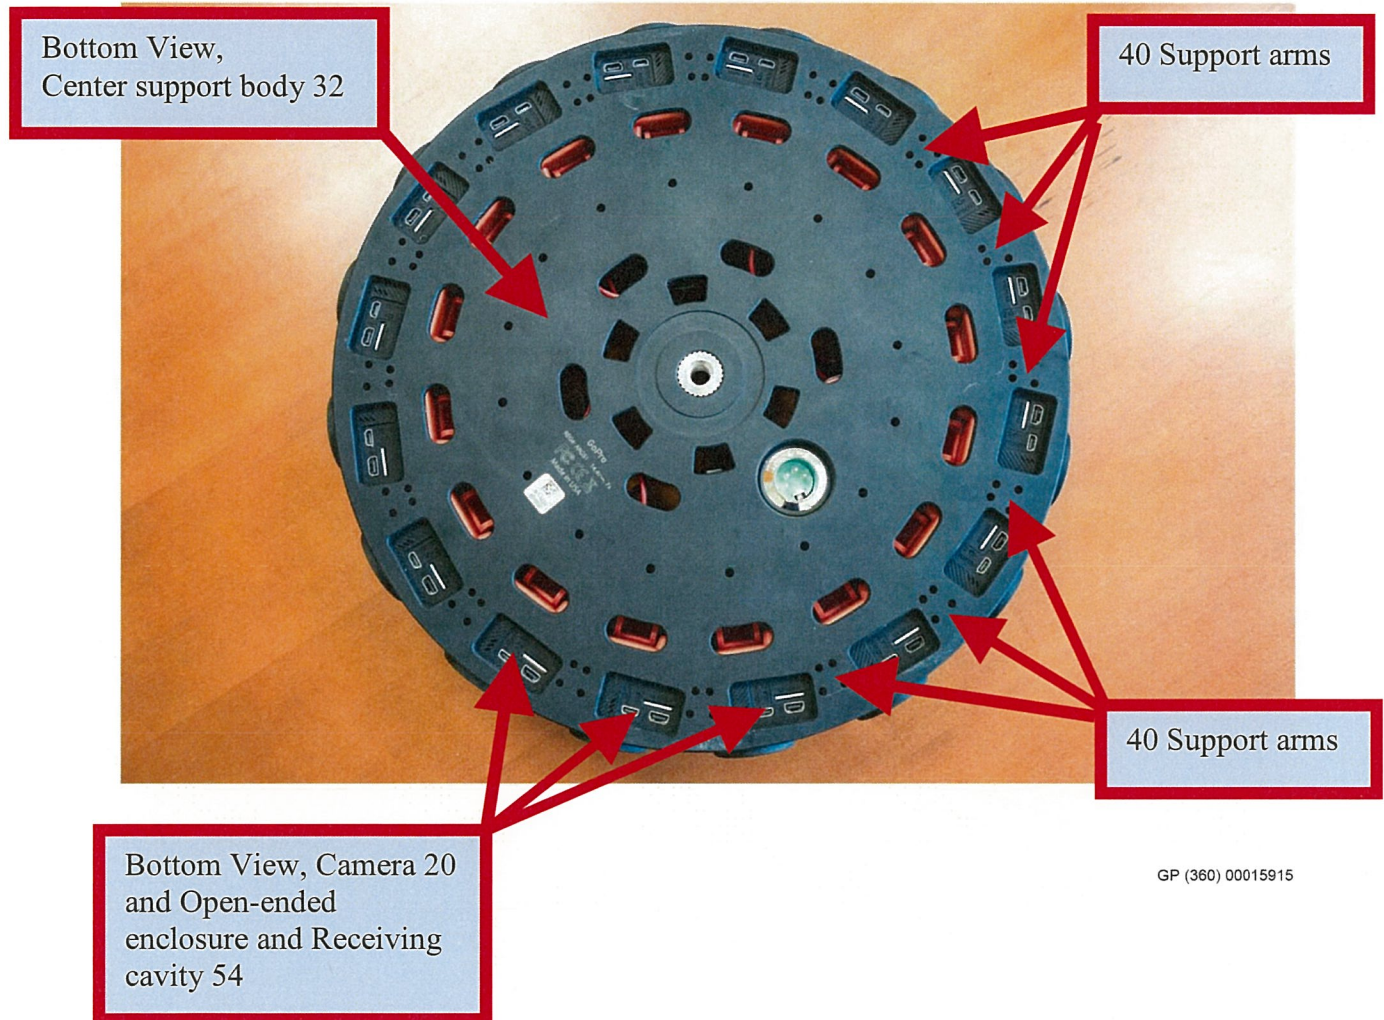 Bottom View,
Center support body 32
40 Support arms
GoPro
Made in USA
40 Support arms
Bottom View, Camera 20
and Open-ended
enclosure and Receiving
cavity 54
GP (360) 00015915